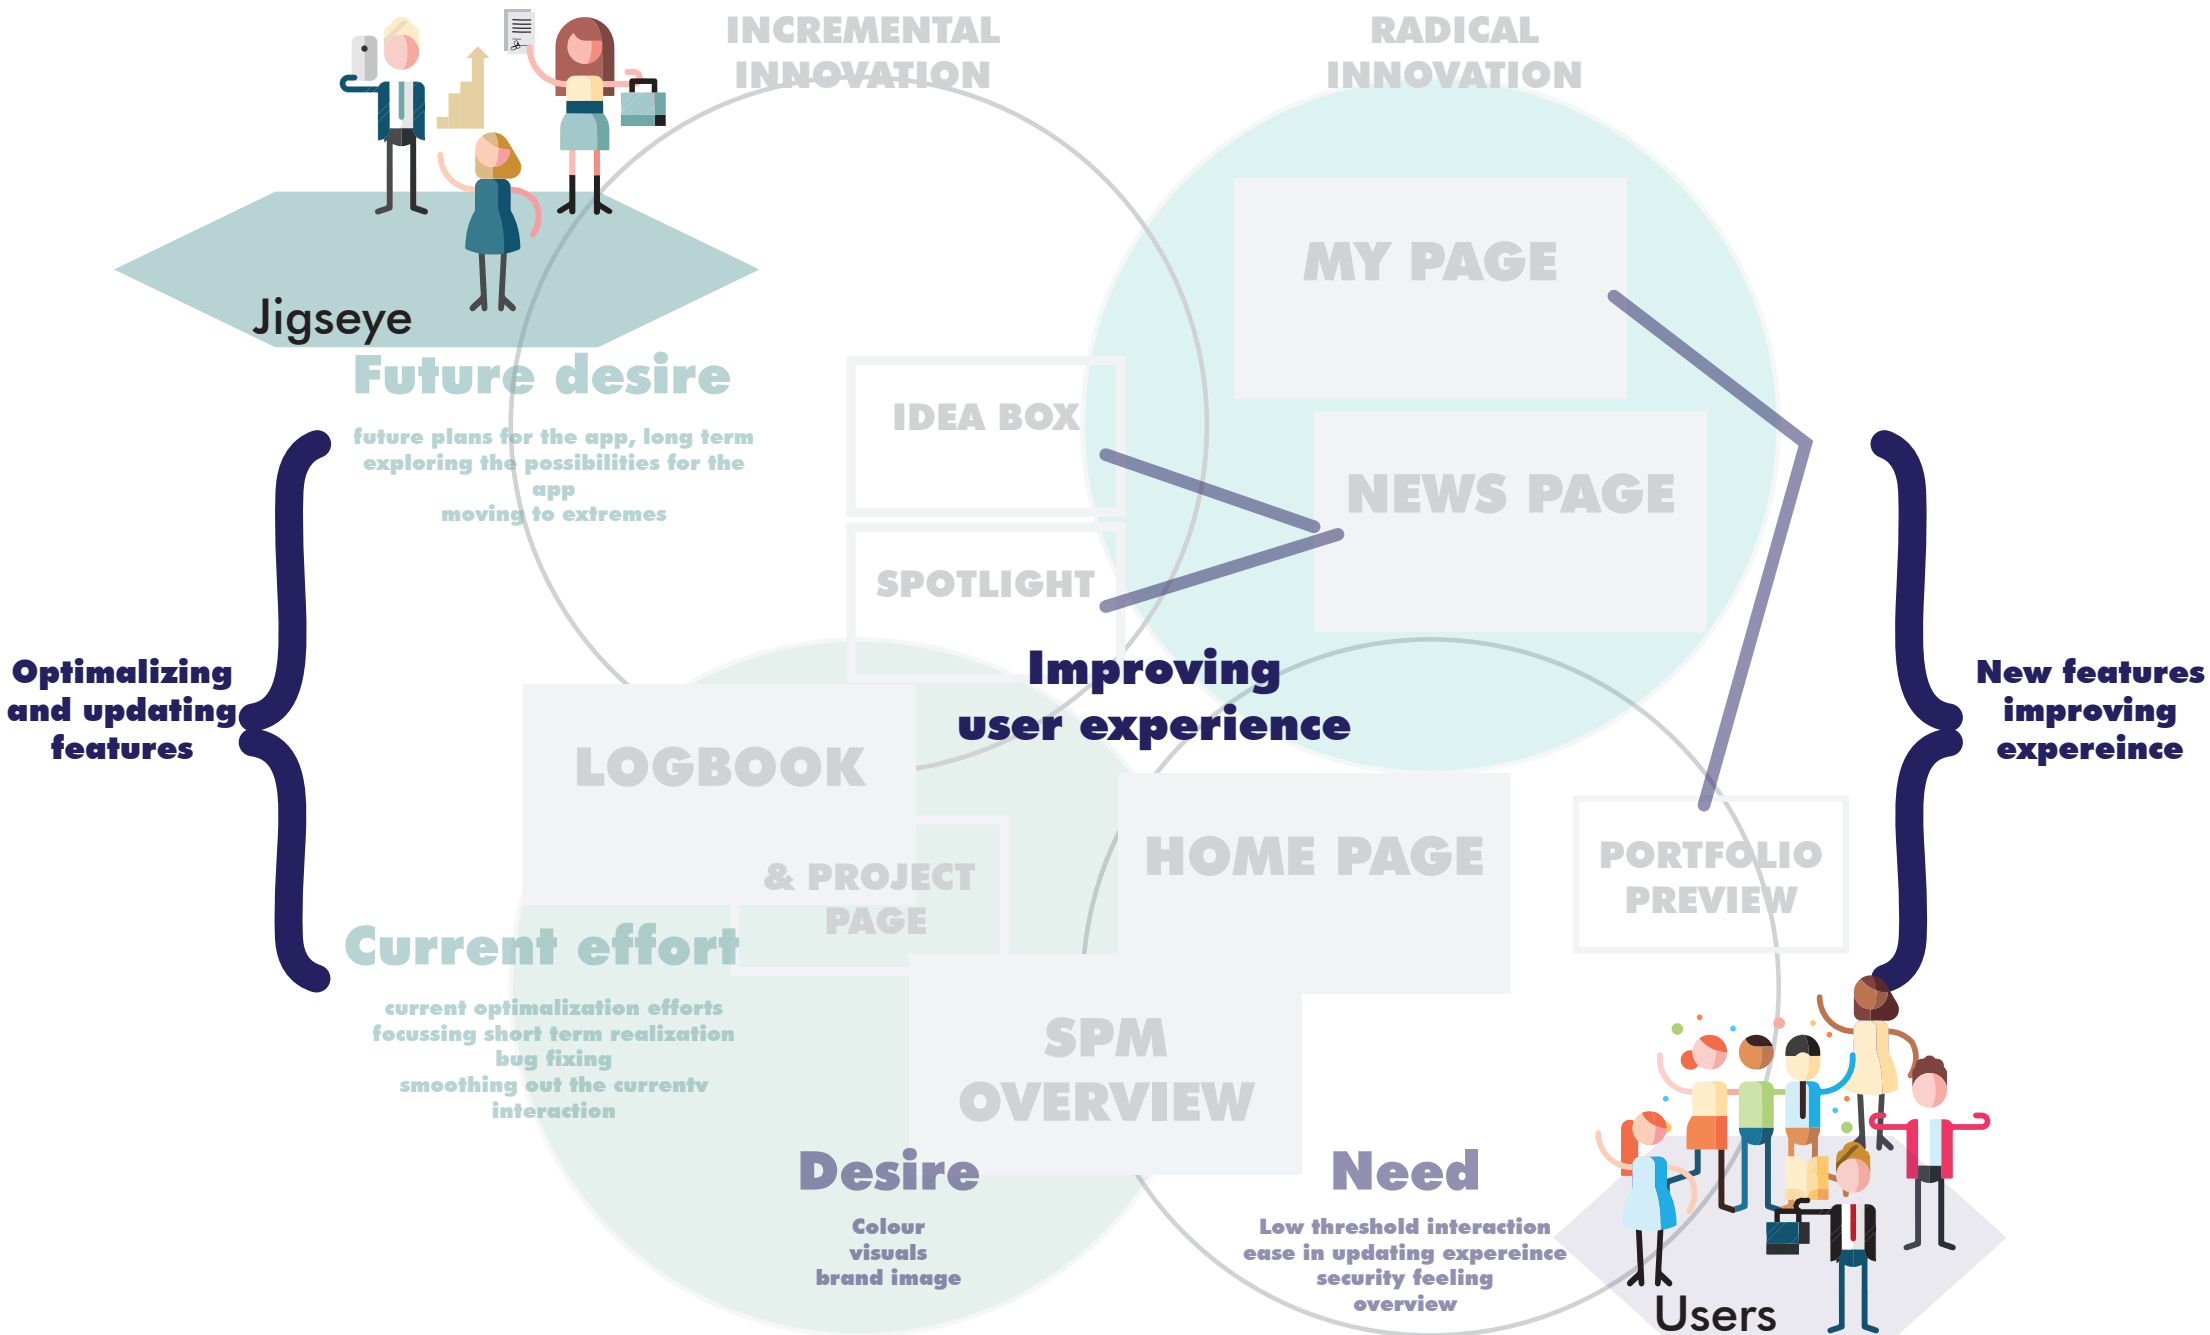 INCREMENTAL
INNOVATION
RADICAL
INNOVATION
Jigseye
Future desire
future plans for the app, long term
exploring the possibilities for the
app
moving to extremes
MY PAGE
IDEA BOX
NEWS PAGE
SPOTLIGHT
Optimalizing
and updating
features
Improving
user experience
New features
improving
expereince
LOGBOOK
& PROJECT
PAGE
HOME PAGE
PORTFOLIO
PREVIEW
Current effort
current optimalization efforts
focussing short term realization
bug fixing
smoothing out the currentv
interaction
SPM
OVERVIEW
Desire
Colour
visuals
brand image
Need
Low threshold interaction
ease in updating expereince
security feeling
overview
Users